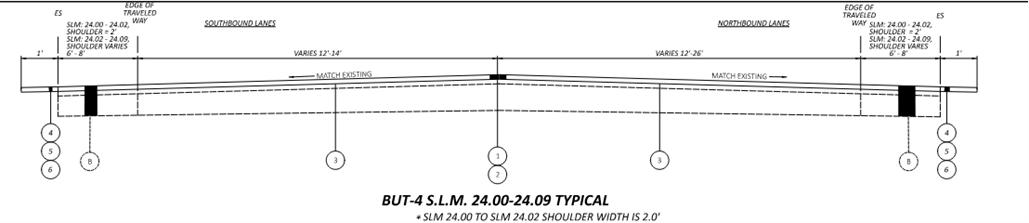 EDGE OF
TRAVELED
WAY
ES
SLM: 24.00 - 24.02,
SHOULDER = 2'
SLM: 24.02 - 24.09,
SHOULDER VARIES
6' - 8'
1'
SOUTHBOUND LANES
VARIES 12'-14'
MATCH EXISTING
NORTHBOUND LANES
VARIES 12'-26'
MATCH EXISTING
EDGE OF
TRAVELED
WAY
ES
SLM: 24.00 - 24.02,
SHOULDER = 2'
SLM: 24.02 - 24.09,
SHOULDER VARIES
6' - 8'
1'
4
5
6
B
3
1
2
3
B
4
5
6
BUT-4 S.L.M. 24.00-24.09 TYPICAL
* SLM 24.00 TO SLM 24.02 SHOULDER WIDTH IS 2.0'